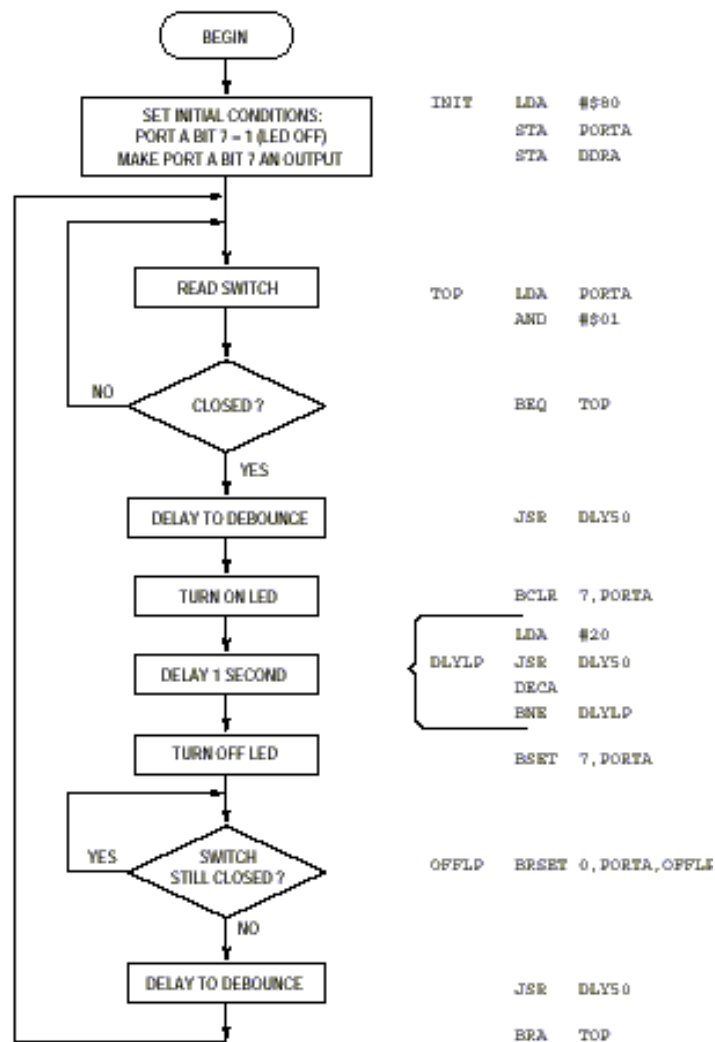 BEGIN
SET INITIAL CONDITIONS:
PORT A BIT 7 – 1 (LED OFF)
MAKE PORT A BIT 7 AN OUTPUT
INIT LDA #$80
STA PORTA
STA DDRA
READ SWITCH
TOP LDA PORTA
AND #$01
NO
CLOSED ?
BEQ TOP
YES
DELAY TO DEBOUNCE
JSR DLY50
TURN ON LED
BCLR 7,PORTA
LDA #20
DELAY 1 SECOND
DLYLP JSR DLY50
DECA
BNE DLYLP
TURN OFF LED
BSET 7,PORTA
YES
SWITCH
STILL CLOSED ?
OFFLP BRSET 0,PORTA,OFFLP
NO
DELAY TO DEBOUNCE
JSR DLY50
BRA TOP